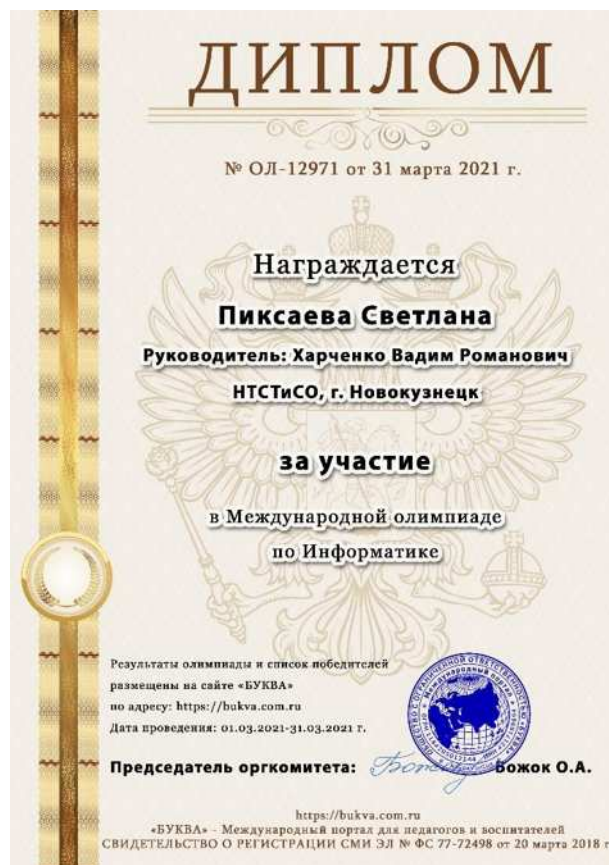 ДИПЛОМ
№ ОЛ-12971 от 31 марта 2021 г.
Награждается
Пиксаева Светлана
Руководитель: Харченко Вадим Романович
НТСТиСО, г. Новокузнецк
за участие
в Международной олимпиаде
по Информатике
Результаты олимпиады и список победителей
размещены на сайте «БУКВА»
по адресу: https://bukva.com.ru
Дата проведения: 01.03.2021-31.03.2021 г.
Председатель оргкомитета: Божок О.А.
https://bukva.com.ru
«БУКВА» - Международный портал для педагогов и воспитателей
СВИДЕТЕЛЬСТВО О РЕГИСТРАЦИИ СМИ ЭЛ № ФС 77-72498 от 20 марта 2018 г